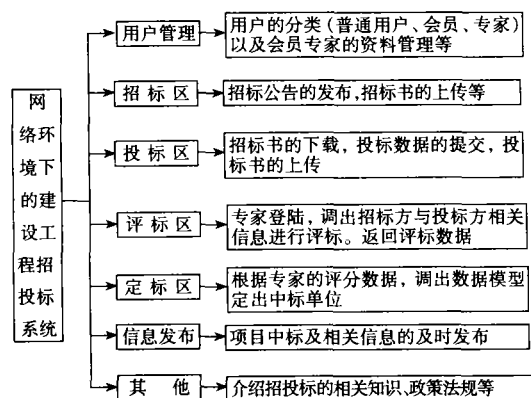 网
络环
境下
的建
设工
程招
投标
系统
用户管理
用户的分类(普通用户、会员、专家)
以及会员专家的资料管理等
招标区
招标公告的发布,招标书的上传等
投标区
招标书的下载,投标数据的提交,投
标书的上传
评标区
专家登陆,调出招标方与投标方相关
信息进行评标。返回评标数据
定标区
根据专家的评分数据,调出数据模型
定出中标单位
信息发布
项目中标及相关信息的及时发布
其他
介绍招投标的相关知识、政策法规等